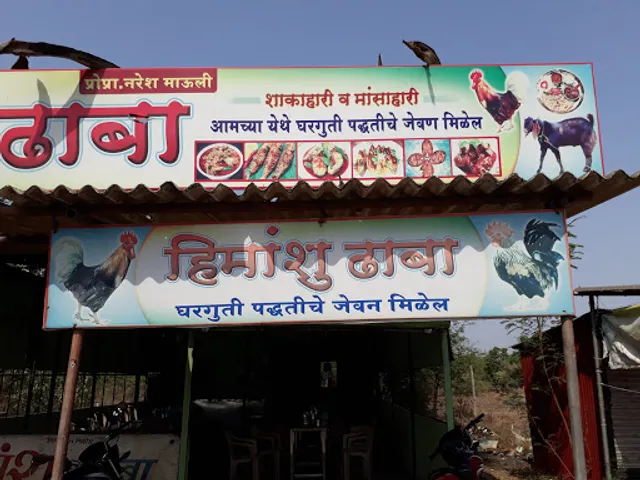 प्रोप्रा.नरेश माऊली
ढाबा
शाकाहारी व मांसाहारी
आमच्या येथे घरगुती पद्धतीचे जेवण मिळेल
हिमांशु ढाबा
घरगुती पद्धतीचे जेवन मिळेल
हिमांशु ढाबा